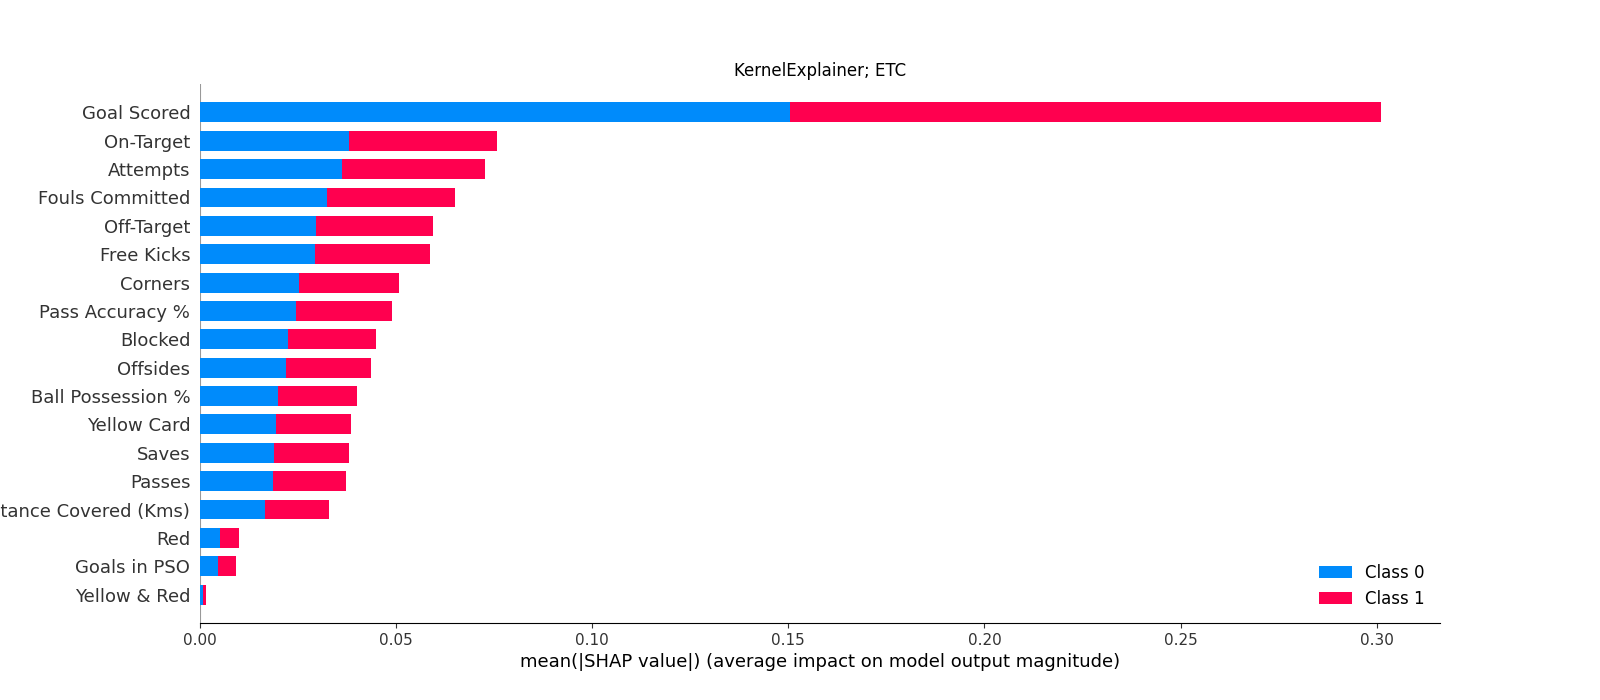 KernelExplainer; ETC
Goal Scored
On-Target
Attempts
Fouls Committed
Off-Target
Free Kicks
Corners
Pass Accuracy %
Blocked
Offsides
Ball Possession %
Yellow Card
Saves
Passes
tance Covered (Kms)
Red
Goals in PSO
Yellow & Red
Class 0
Class 1
0.00 0.05 0.10 0.15 0.20 0.25 0.30
mean(|SHAP value|) (average impact on model output magnitude)